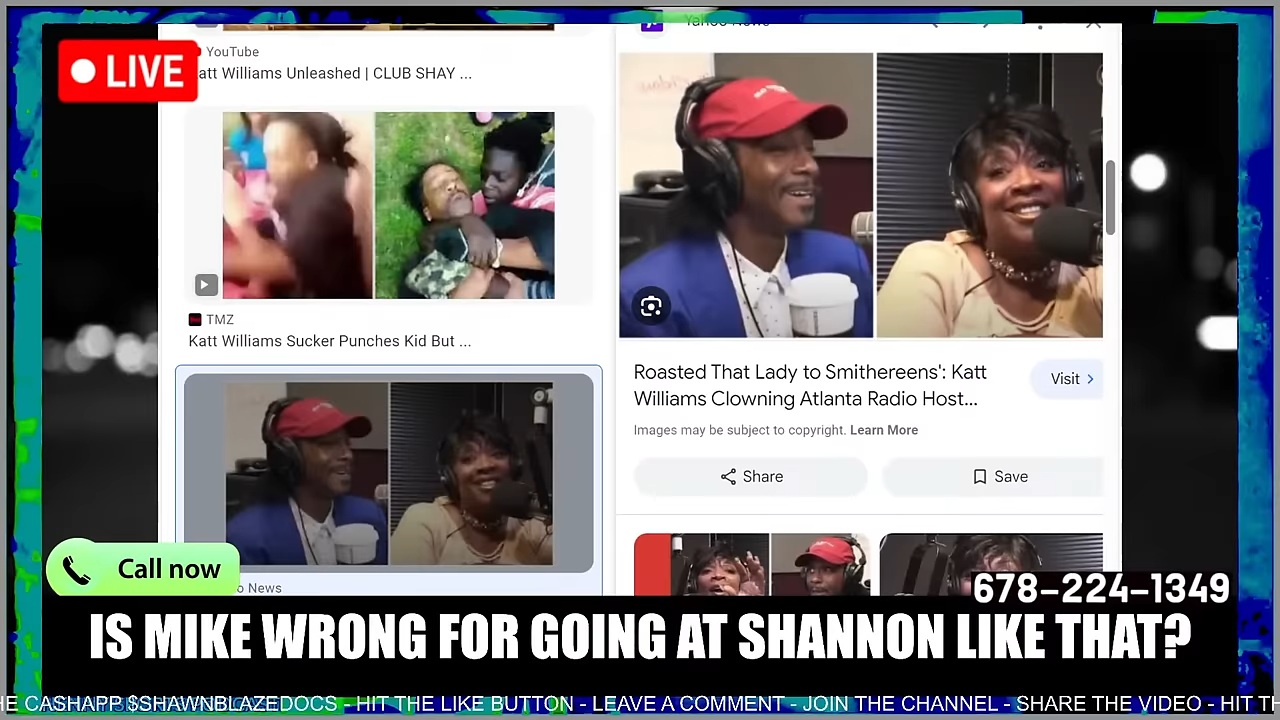 LIVE
YouTube
att Williams Unleashed | CLUB SHAY ...
TMZ
Katt Williams Sucker Punches Kid But ...
o News
Yahoo News
Roasted That Lady to Smithereens': Katt
Williams Clowning Atlanta Radio Host...
Visit
Images may be subject to copyright. Learn More
Share
Save
Call now
678-224-1349
IS MIKE WRONG FOR GOING AT SHANNON LIKE THAT?
HE CASHAPP $SHAWNBLAZEDOCS - HIT THE LIKE BUTTON - LEAVE A COMMENT - JOIN THE CHANNEL - SHARE THE VIDEO - HIT T